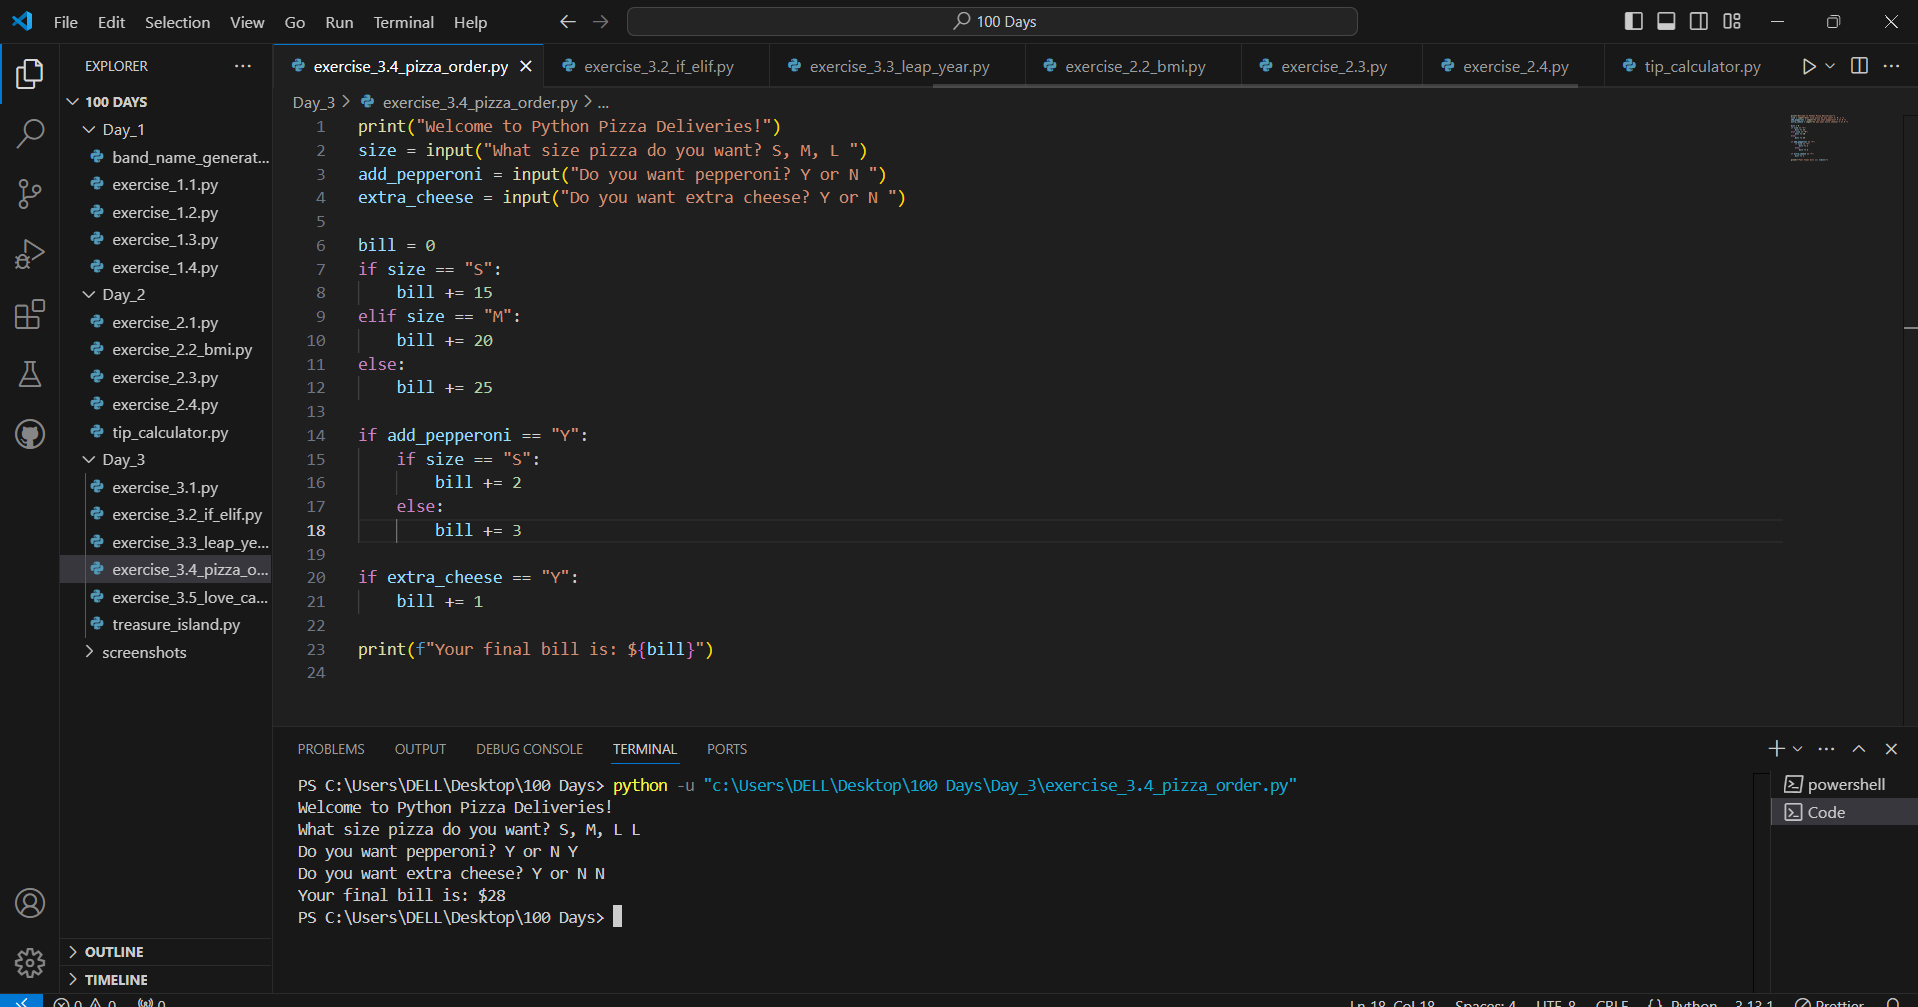 File Edit Selection View Go Run Terminal Help
100 Days
EXPLORER
100 DAYS
Day_1
band_name_generat...
exercise_1.1.py
exercise_1.2.py
exercise_1.3.py
exercise_1.4.py
Day_2
exercise_2.1.py
exercise_2.2_bmi.py
exercise_2.3.py
exercise_2.4.py
tip_calculator.py
Day_3
exercise_3.1.py
exercise_3.2_if_elif.py
exercise_3.3_leap_ye...
exercise_3.4_pizza_o...
exercise_3.5_love_ca...
treasure_island.py
screenshots
OUTLINE
TIMELINE
exercise_3.4_pizza_order.py exercise_3.2_if_elif.py exercise_3.3_leap_year.py exercise_2.2_bmi.py exercise_2.3.py exercise_2.4.py tip_calculator.py
Day_3 > exercise_3.4_pizza_order.py > ...
1 print("Welcome to Python Pizza Deliveries!")
2 size = input("What size pizza do you want? S, M, L ")
3 add_pepperoni = input("Do you want pepperoni? Y or N ")
4 extra_cheese = input("Do you want extra cheese? Y or N ")
5
6 bill = 0
7 if size == "S":
8 bill += 15
9 elif size == "M":
10 bill += 20
11 else:
12 bill += 25
13
14 if add_pepperoni == "Y":
15 if size == "S":
16 bill += 2
17 else:
18 bill += 3
19
20 if extra_cheese == "Y":
21 bill += 1
22
23 print(f"Your final bill is: ${bill}")
24
PROBLEMS OUTPUT DEBUG CONSOLE TERMINAL PORTS
PS C:\Users\DELL\Desktop\100 Days> python -u "c:\Users\DELL\Desktop\100 Days\Day_3\exercise_3.4_pizza_order.py"
Welcome to Python Pizza Deliveries!
What size pizza do you want? S, M, L L
Do you want pepperoni? Y or N Y
Do you want extra cheese? Y or N N
Your final bill is: $28
PS C:\Users\DELL\Desktop\100 Days>
powershell
Code
0 0 0 Ln 18, Col 18 Spaces: 4 UTF-8 CRLF {} Python 3.13.1 Prettier